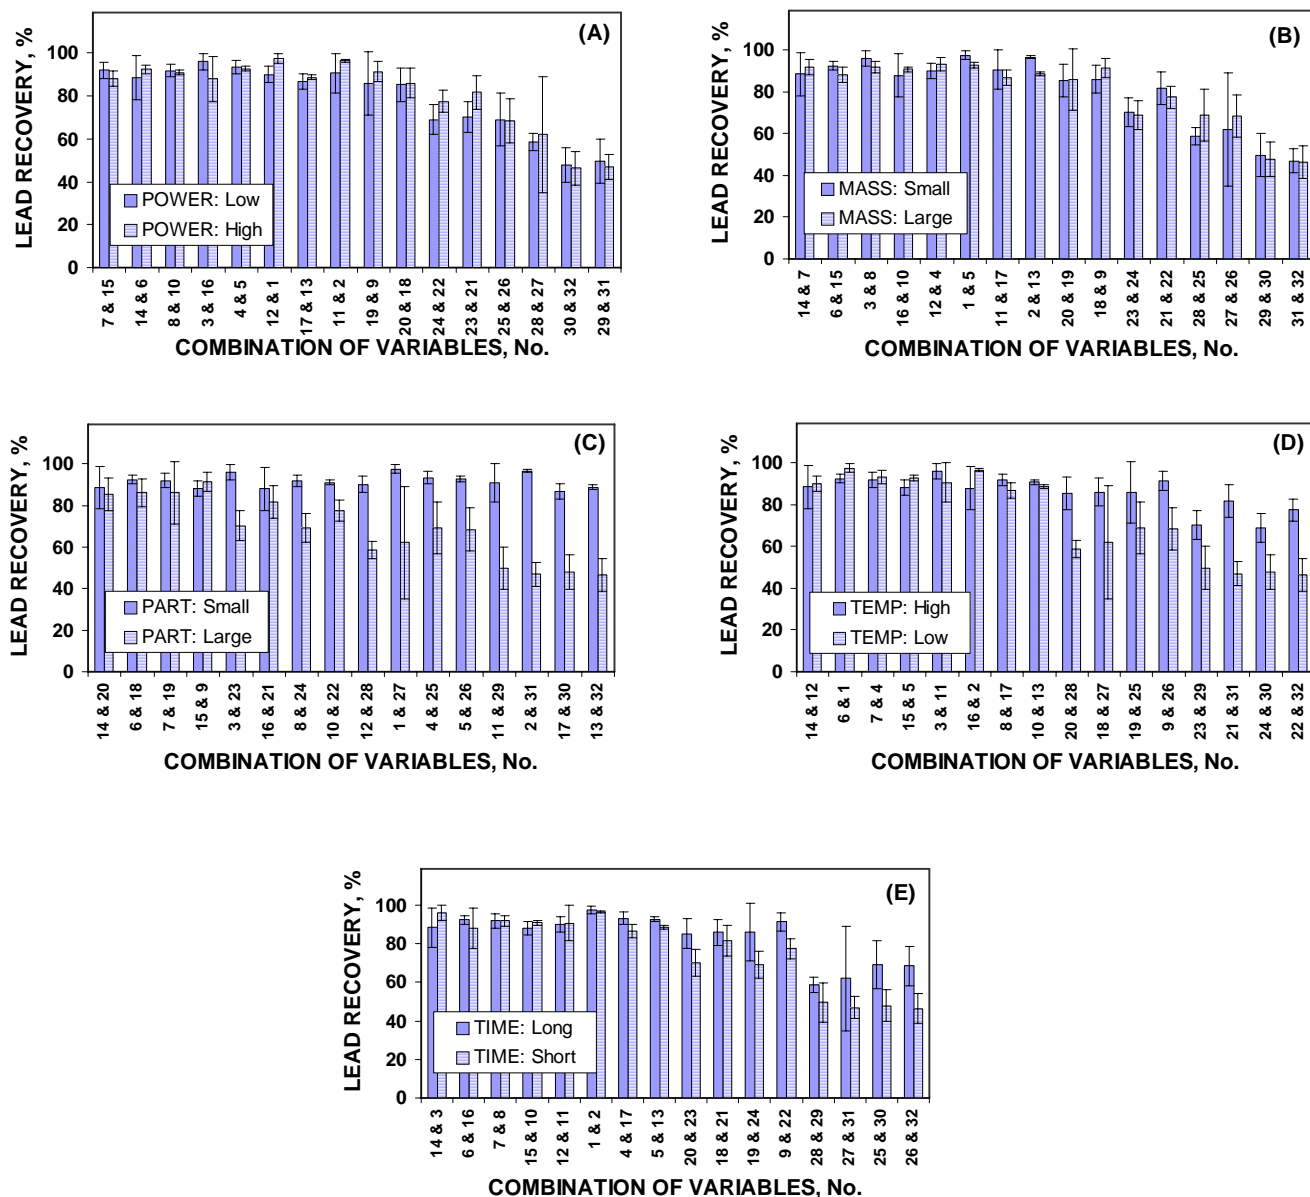 (A)
LEAD RECOVERY, %
100
80
60
40
20
0
POWER: Low
POWER: High
7 & 15
14 & 6
8 & 10
3 & 16
4 & 5
12 & 1
17 & 13
11 & 2
19 & 9
20 & 18
24 & 22
23 & 21
25 & 26
28 & 27
30 & 32
29 & 31
COMBINATION OF VARIABLES, No.
(B)
LEAD RECOVERY, %
100
80
60
40
20
0
MASS: Small
MASS: Large
14 & 7
6 & 15
3 & 8
16 & 10
12 & 4
1 & 5
11 & 17
2 & 13
20 & 19
18 & 9
23 & 24
21 & 22
28 & 25
27 & 26
29 & 30
31 & 32
COMBINATION OF VARIABLES, No.
(C)
LEAD RECOVERY, %
100
80
60
40
20
0
PART: Small
PART: Large
14 & 20
6 & 18
7 & 19
15 & 9
3 & 23
16 & 21
8 & 24
10 & 22
12 & 28
1 & 27
4 & 25
5 & 26
11 & 29
2 & 31
17 & 30
13 & 32
COMBINATION OF VARIABLES, No.
(D)
LEAD RECOVERY, %
100
80
60
40
20
0
TEMP: High
TEMP: Low
14 & 12
6 & 1
7 & 4
15 & 5
3 & 11
16 & 2
8 & 17
10 & 13
20 & 28
18 & 27
19 & 25
9 & 26
23 & 29
21 & 31
24 & 30
22 & 32
COMBINATION OF VARIABLES, No.
(E)
LEAD RECOVERY, %
100
80
60
40
20
0
TIME: Long
TIME: Short
14 & 3
6 & 16
7 & 8
15 & 10
12 & 11
1 & 2
4 & 17
5 & 13
20 & 23
18 & 21
19 & 24
9 & 22
28 & 29
27 & 31
25 & 30
26 & 32
COMBINATION OF VARIABLES, No.